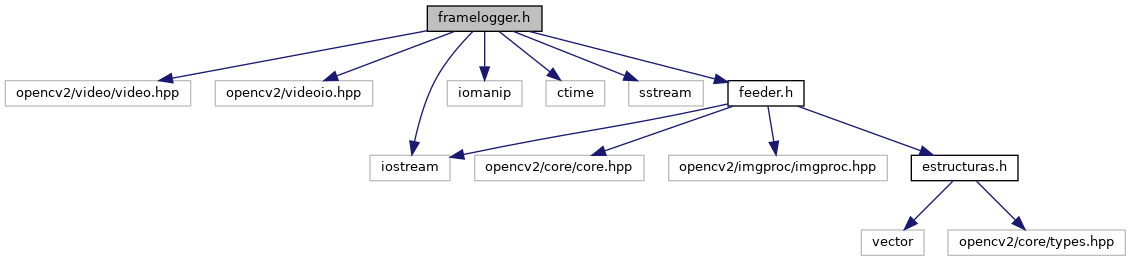 framelogger.h
opencv2/video/video.hpp
opencv2/videoio.hpp
iomanip
ctime
sstream
feeder.h
iostream
opencv2/core/core.hpp
opencv2/imgproc/imgproc.hpp
estructuras.h
vector
opencv2/core/types.hpp